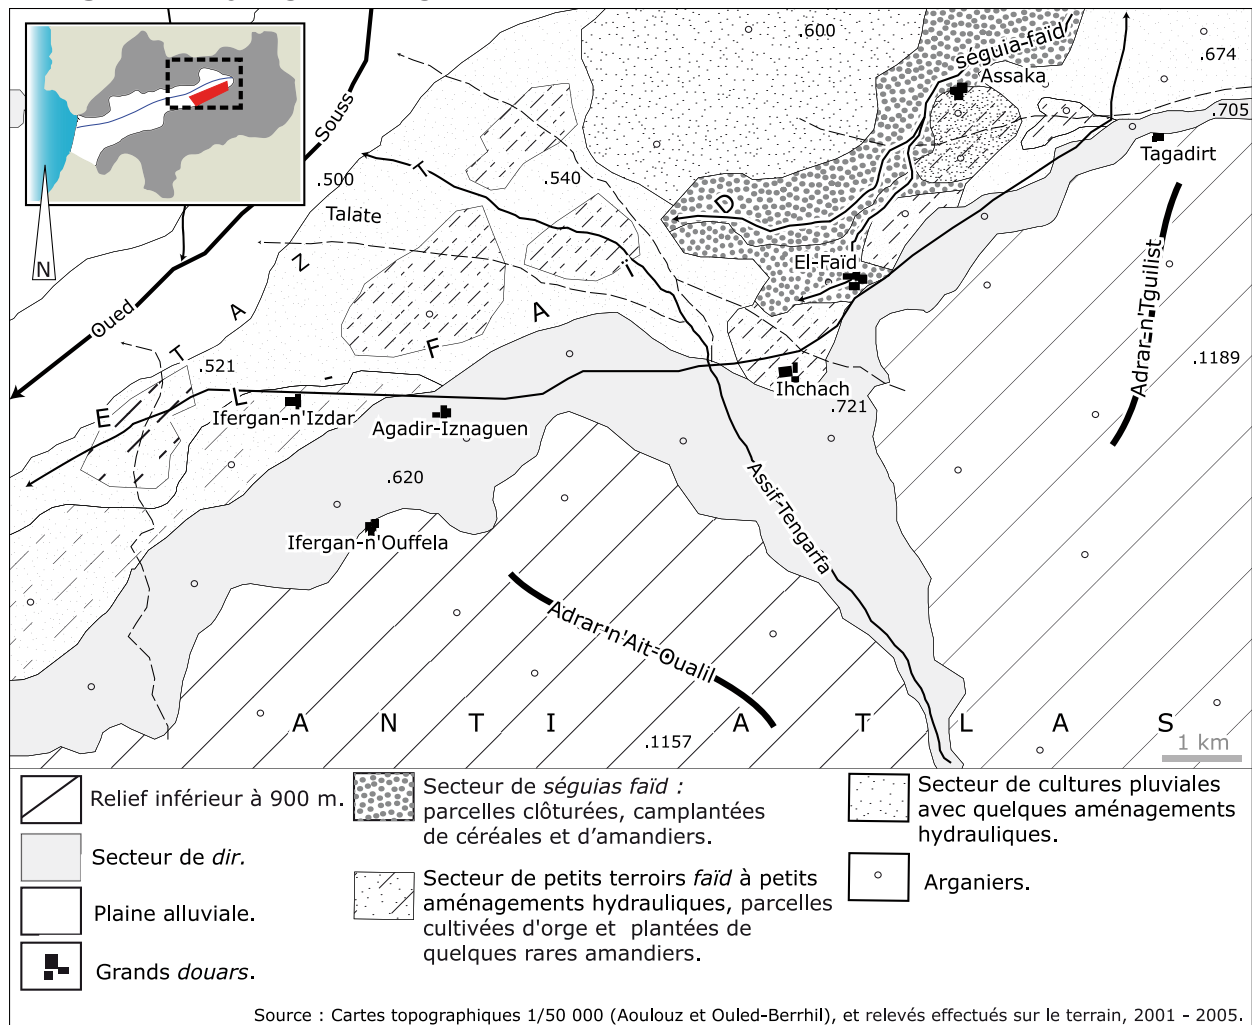 séguia-faïd
Assaka
.600
.674
.705
Tagadirt
Oued Souss
.500
.540
Talate
N
D
El-Faïd
Adrar-n'Tguilist
.1189
T i F A
E L T A Z
.521
Ifergan-n'Izdar
Agadir-Iznaguen
Ihchach
.721
.620
Ifergan-n'Ouffela
Assif-Tengarfa
Adrar n'Ait-Oualil
ANTI ATLAS
.1157
1 km
Relief inférieur à 900 m.
Secteur de dir.
Plaine alluviale.
Grands douars.
Secteur de séguias faïd :
parcelles clôturées, camplantées
de céréales et d’amandiers.
Secteur de petits terroirs faïd à petits
aménagements hydrauliques, parcelles
cultivées d'orge et plantées de
quelques rares amandiers.
Secteur de cultures pluviales
avec quelques aménagements
hydrauliques.
Arganiers.
Source : Cartes topographiques 1/50 000 (Aoulouz et Ouled-Berrhil), et relevés effectués sur le terrain, 2001 - 2005.